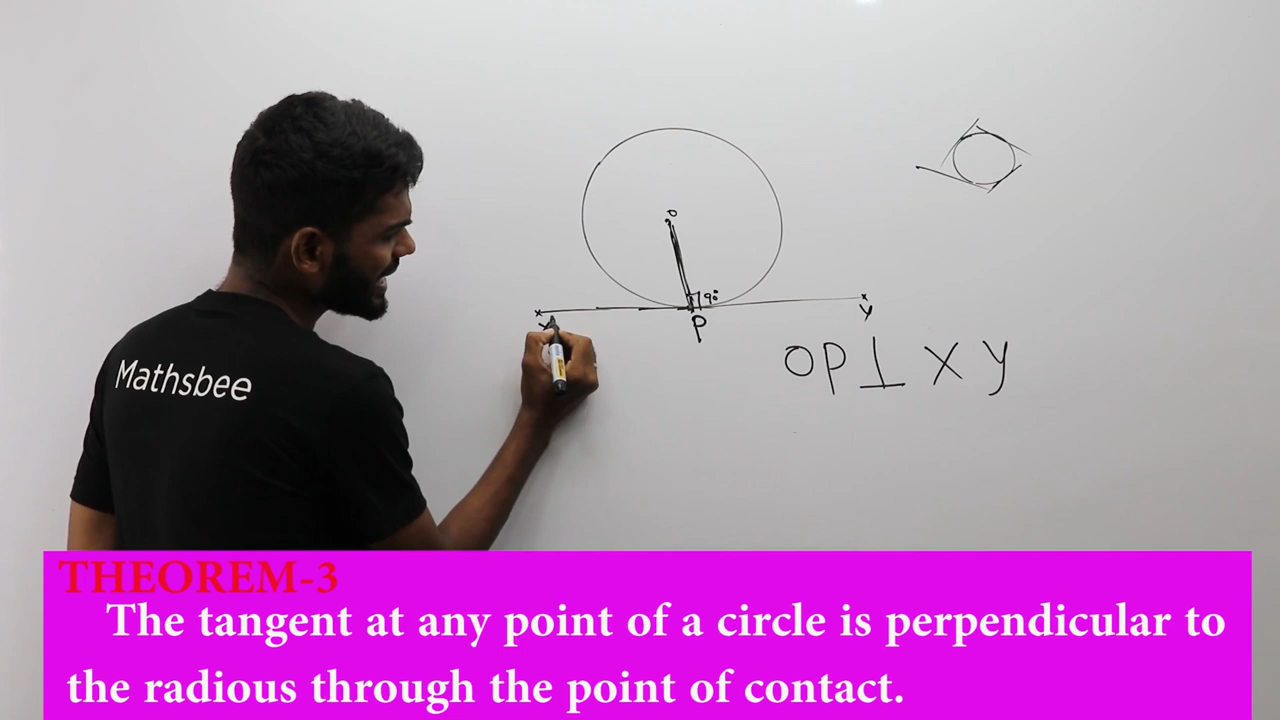 O
90°
X
P
y
OP ⊥ X y
Mathsbee
THEOREM-3
The tangent at any point of a circle is perpendicular to
the radious through the point of contact.